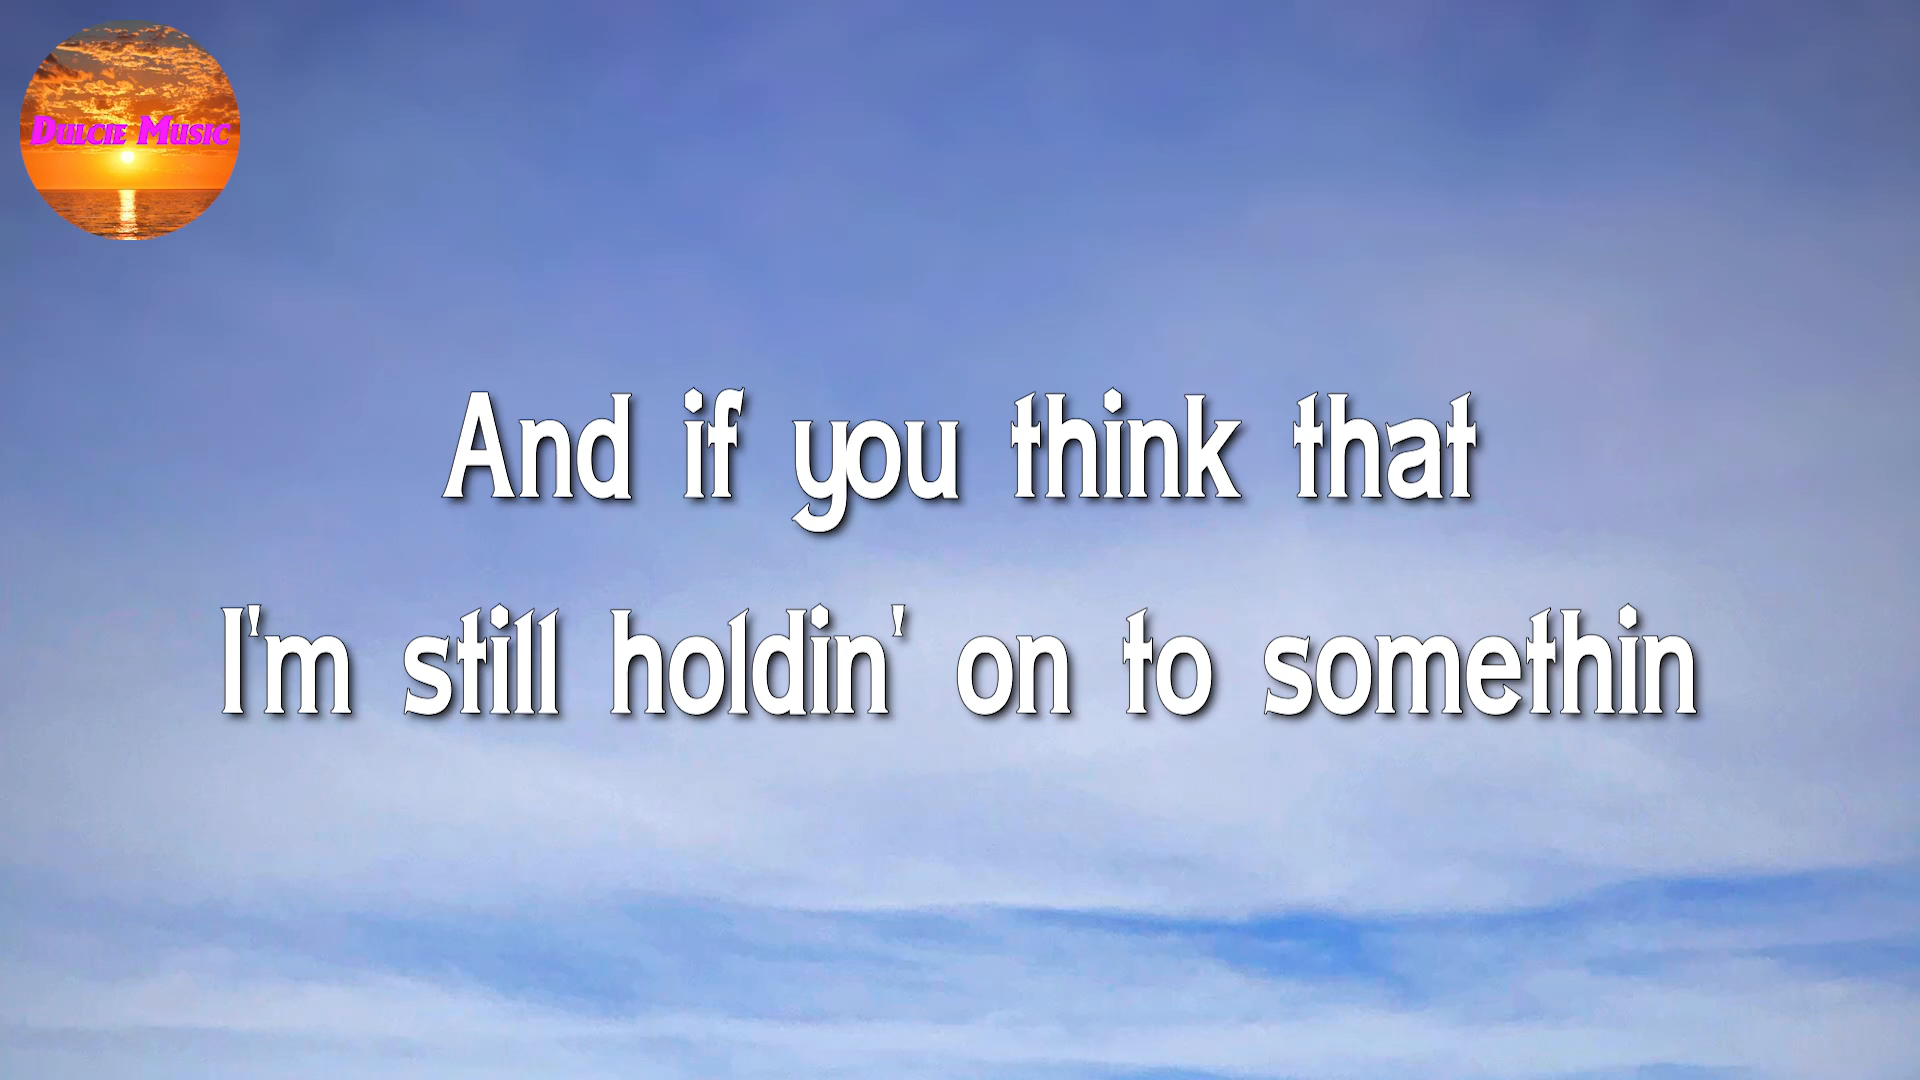 Dulcie Music
And if you think that
I'm still holdin' on to somethin